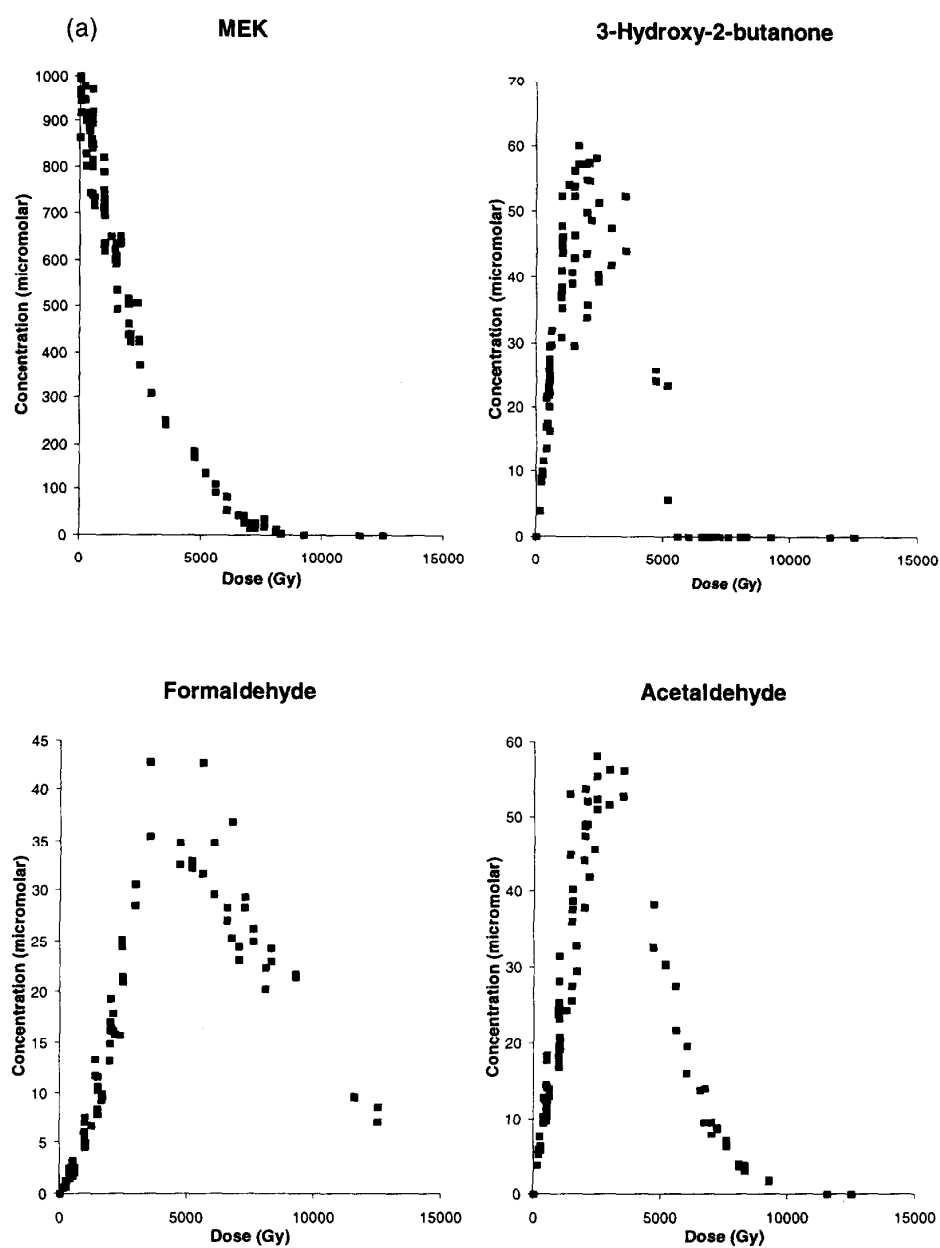 (a)
MEK
1000
900
800
700
600
500
400
300
200
100
0
Concentration (micromolar)
0 5000 10000 15000
Dose (Gy)
3-Hydroxy-2-butanone
70
60
50
40
30
20
10
0
Concentration (micromolar)
0 5000 10000 15000
Dose (Gy)
Formaldehyde
45
40
35
30
25
20
15
10
5
0
Concentration (micromolar)
0 5000 10000 15000
Dose (Gy)
Acetaldehyde
60
50
40
30
20
10
0
Concentration (micromolar)
0 5000 10000 15000
Dose (Gy)